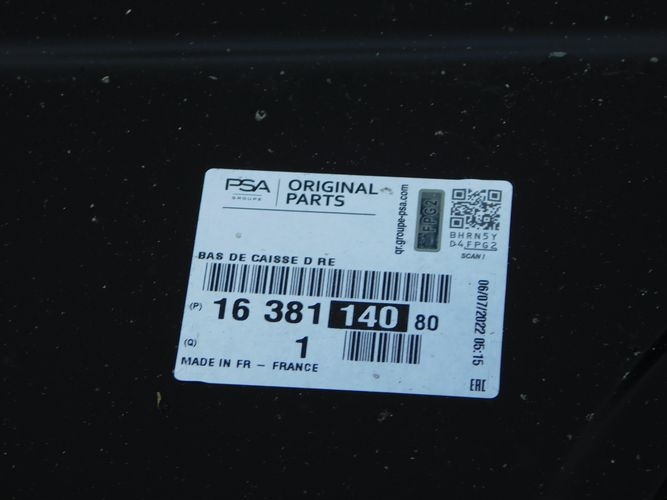 PSA
GROUPE
ORIGINAL
PARTS
qr.groupe-psa.com
FPG2
BHRN5Y
D4FPG2
SCAN !
BAS DE CAISSE D RE
(P) 16 381 140 80
(Q) 1
MADE IN FR - FRANCE
06/07/2022 05:15
EAC